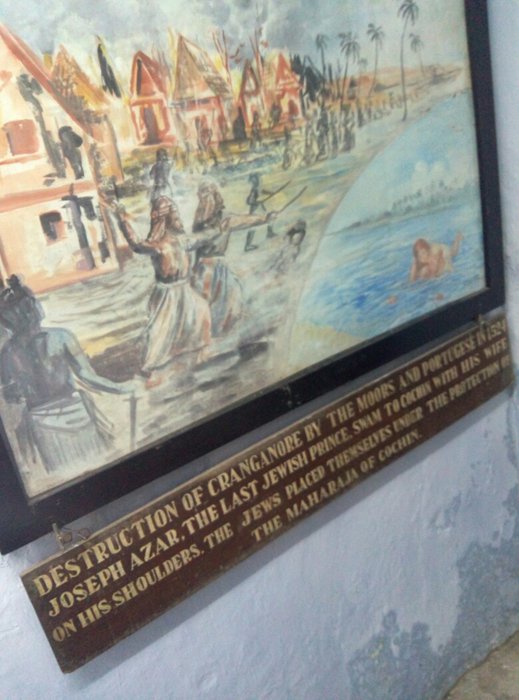 DESTRUCTION OF CRANGANORE BY THE MOORS AND PORTUGESE IN 1524
JOSEPH AZAR, THE LAST JEWISH PRINCE, SWAM TO COCHIN WITH HIS WIFE
ON HIS SHOULDERS. THE JEWS PLACED THEMSELVES UNDER THE PROTECTION OF
THE MAHARAJA OF COCHIN.